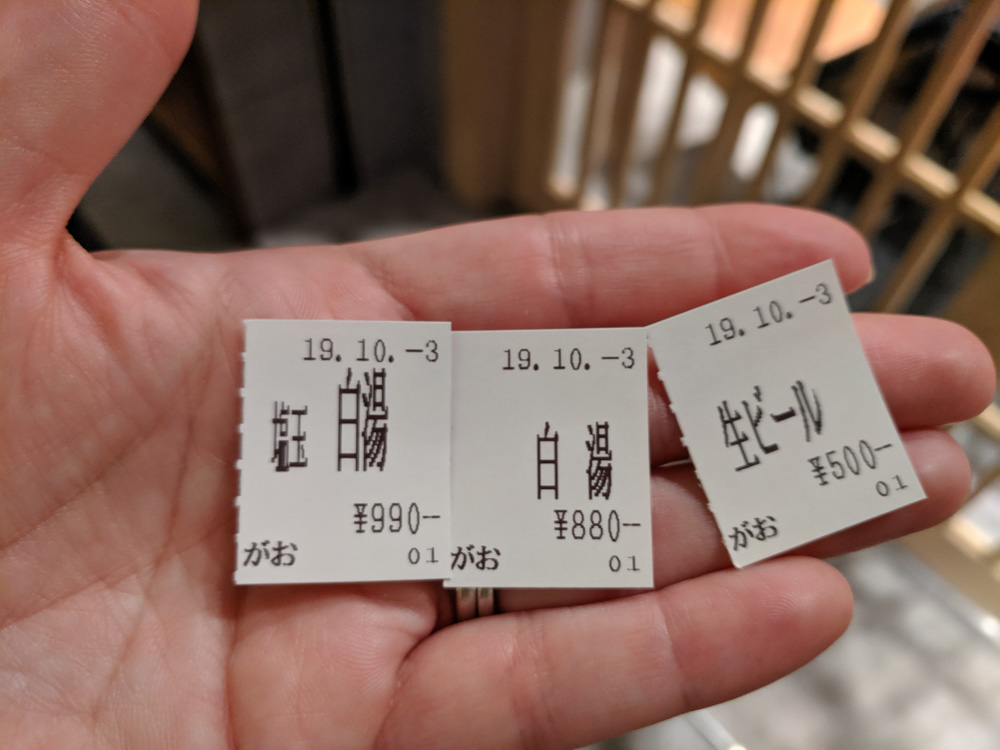 19.10.-3
塩玉 白湯
¥990-
がお 01
19.10.-3
白 湯
¥880-
がお 01
19.10.-3
生ビール
¥500-
がお 01